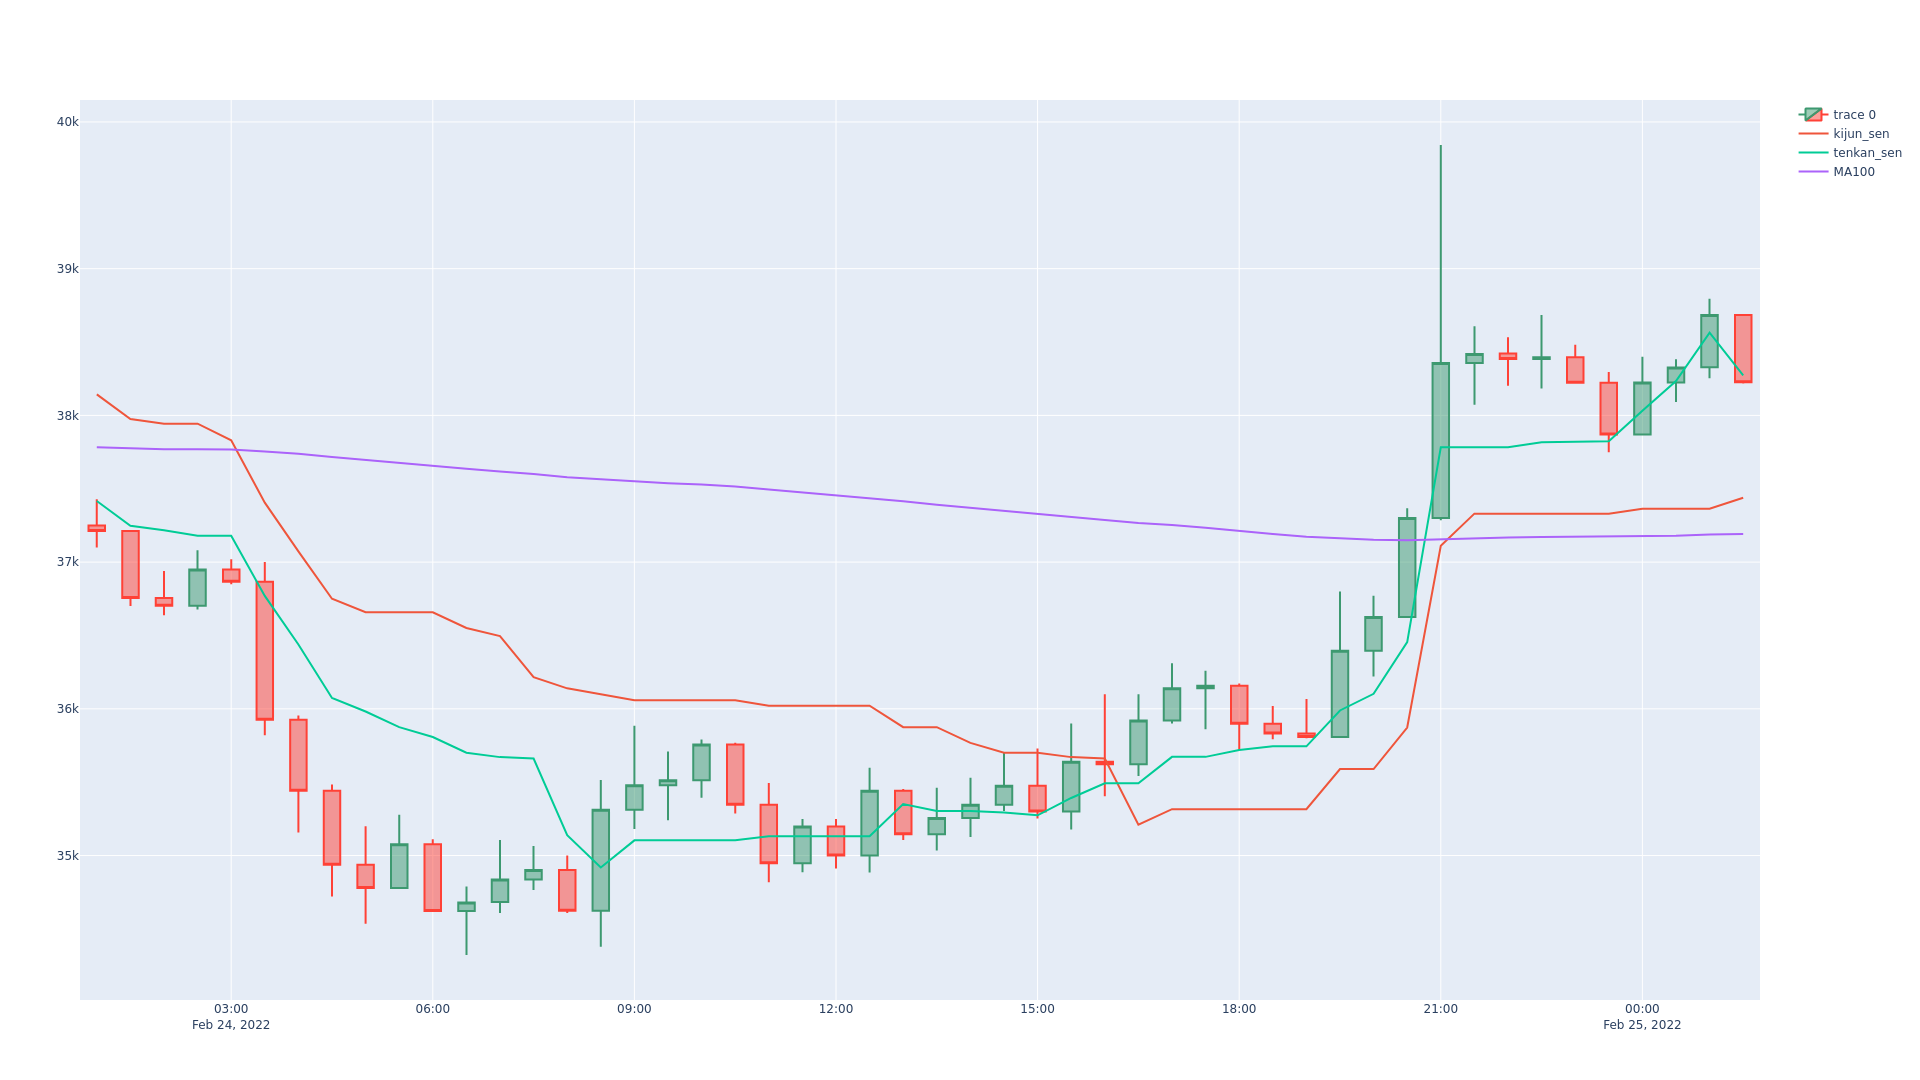 40k
39k
38k
37k
36k
35k
03:00
Feb 24, 2022
06:00
09:00
12:00
15:00
18:00
21:00
00:00
Feb 25, 2022
trace 0
kijun_sen
tenkan_sen
MA100